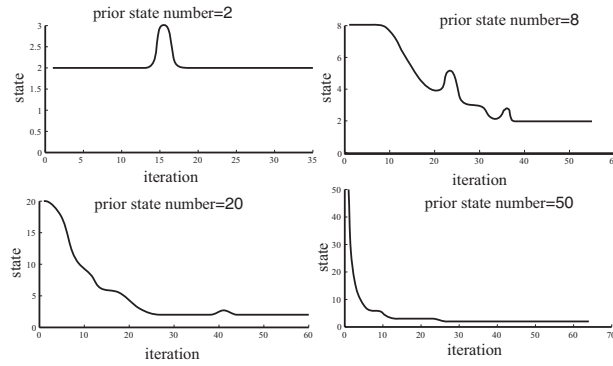 prior state number=2
3
2.5
2
1.5
1
0.5
0
state
0 5 10 15 20 25 30 35
iteration
prior state number=8
8
6
4
2
0
state
0 10 20 30 40 50 60
iteration
prior state number=20
20
15
10
5
0
state
0 10 20 30 40 50 60
iteration
prior state number=50
50
40
30
20
10
0
state
0 10 20 30 40 50 60 70
iteration